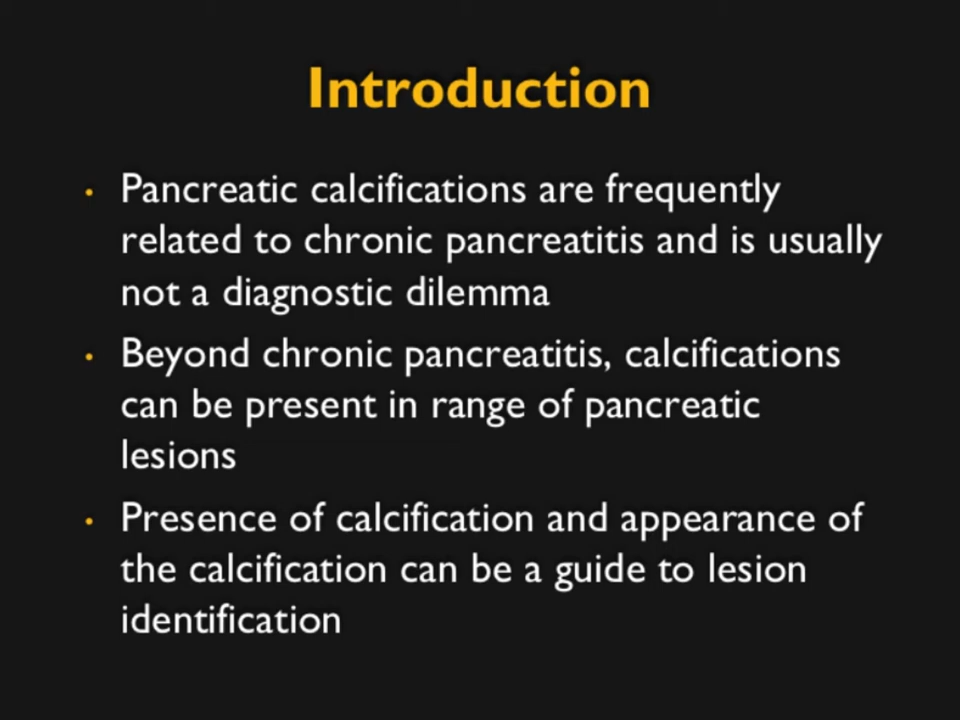 Introduction
• Pancreatic calcifications are frequently
related to chronic pancreatitis and is usually
not a diagnostic dilemma
• Beyond chronic pancreatitis, calcifications
can be present in range of pancreatic
lesions
• Presence of calcification and appearance of
the calcification can be a guide to lesion
identification